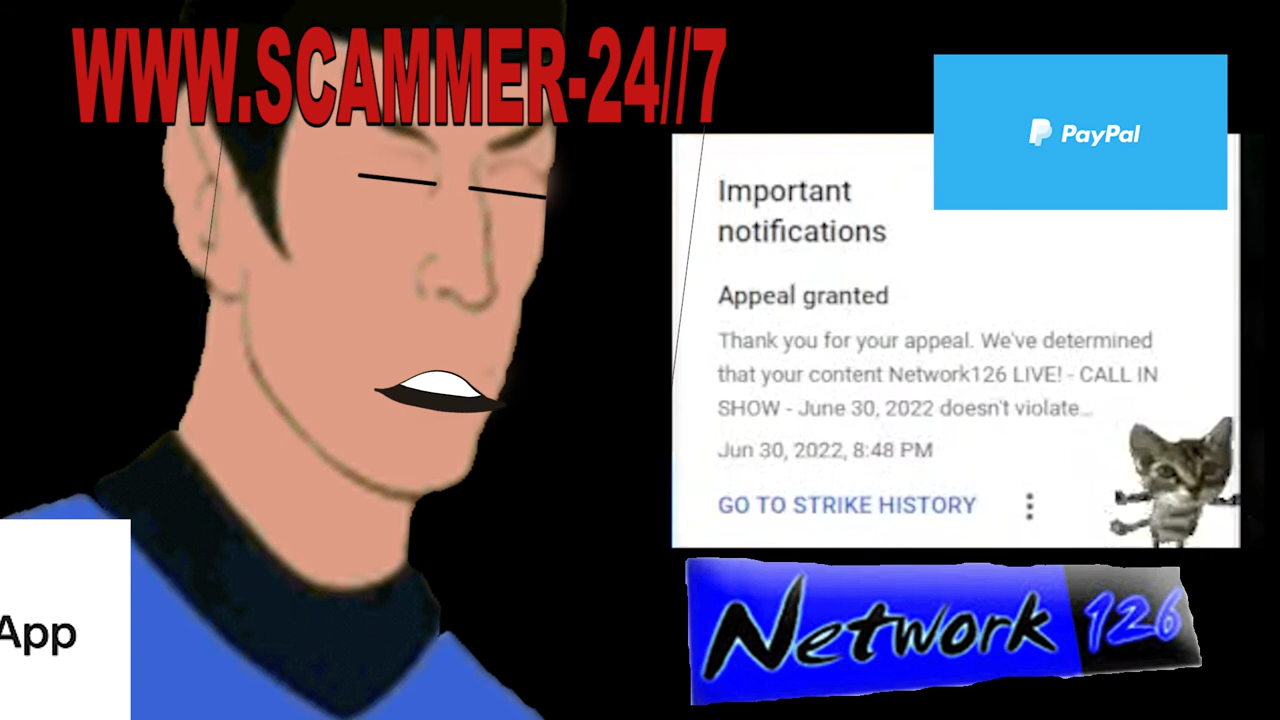 WWW.SCAMMER-24//7
PayPal
Important
notifications
Appeal granted
Thank you for your appeal. We've determined
that your content Network126 LIVE! - CALL IN
SHOW - June 30, 2022 doesn't violate...
Jun 30, 2022, 8:48 PM
GO TO STRIKE HISTORY
App
Network 126